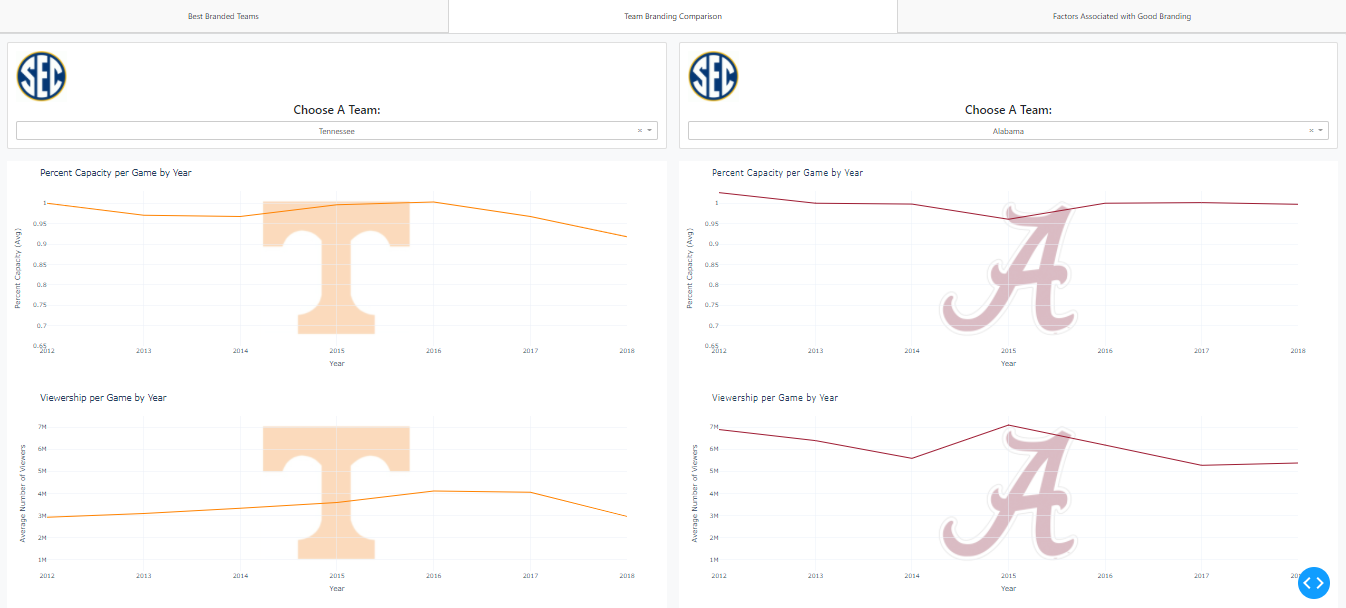 Best Branded Teams
Team Branding Comparison
Factors Associated with Good Branding
SEC
Choose A Team:
Tennessee
×
SEC
Choose A Team:
Alabama
×
Percent Capacity per Game by Year
Percent Capacity (Avg)
1
0.95
0.9
0.85
0.8
0.75
0.7
0.65
T
2012 2013 2014 2015 2016 2017 2018
Year
Percent Capacity per Game by Year
Percent Capacity (Avg)
1
0.95
0.9
0.85
0.8
0.75
0.7
0.65
A
2012 2013 2014 2015 2016 2017 2018
Year
Viewership per Game by Year
Average Number of Viewers
7M
6M
5M
4M
3M
2M
1M
T
2012 2013 2014 2015 2016 2017 2018
Year
Viewership per Game by Year
Average Number of Viewers
7M
6M
5M
4M
3M
2M
1M
A
2012 2013 2014 2015 2016 2017
Year